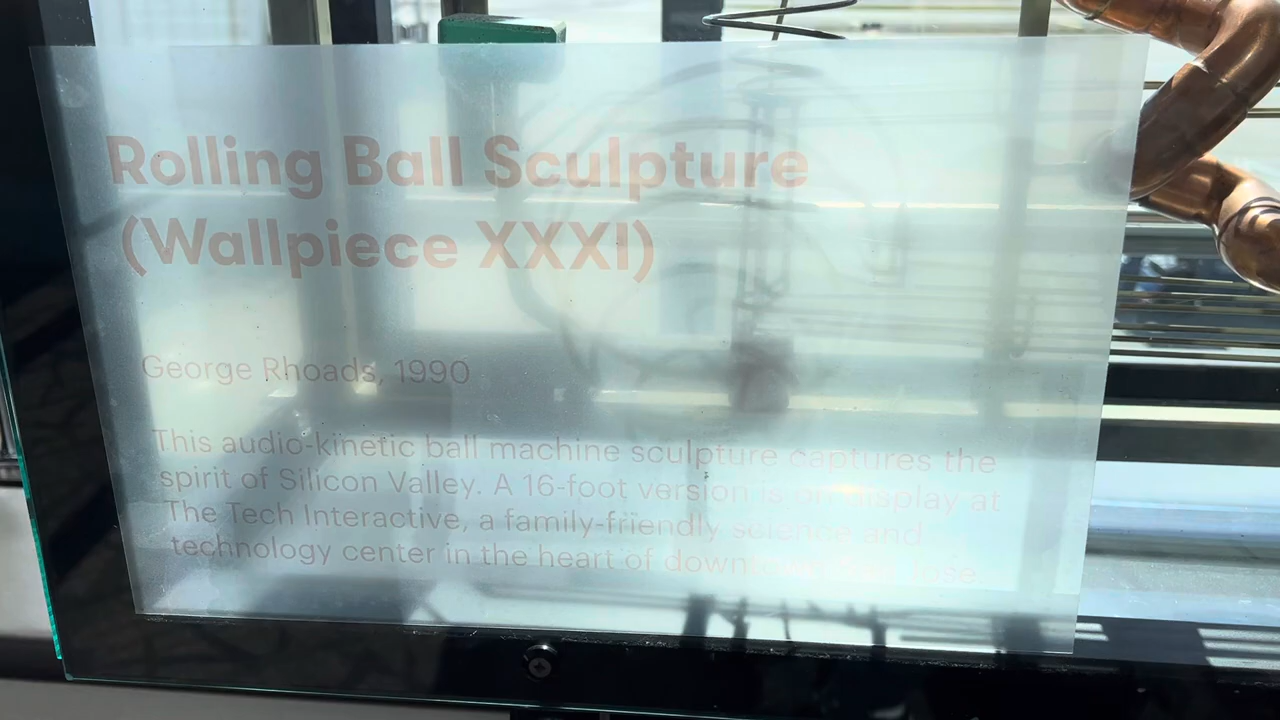 Rolling Ball Sculpture
(Wallpiece XXXI)
George Rhoads, 1990
This audio-kinetic ball machine sculpture captures the
spirit of Silicon Valley. A 16-foot version is on display at
The Tech Interactive, a family-friendly science and
technology center in the heart of downtown San Jose